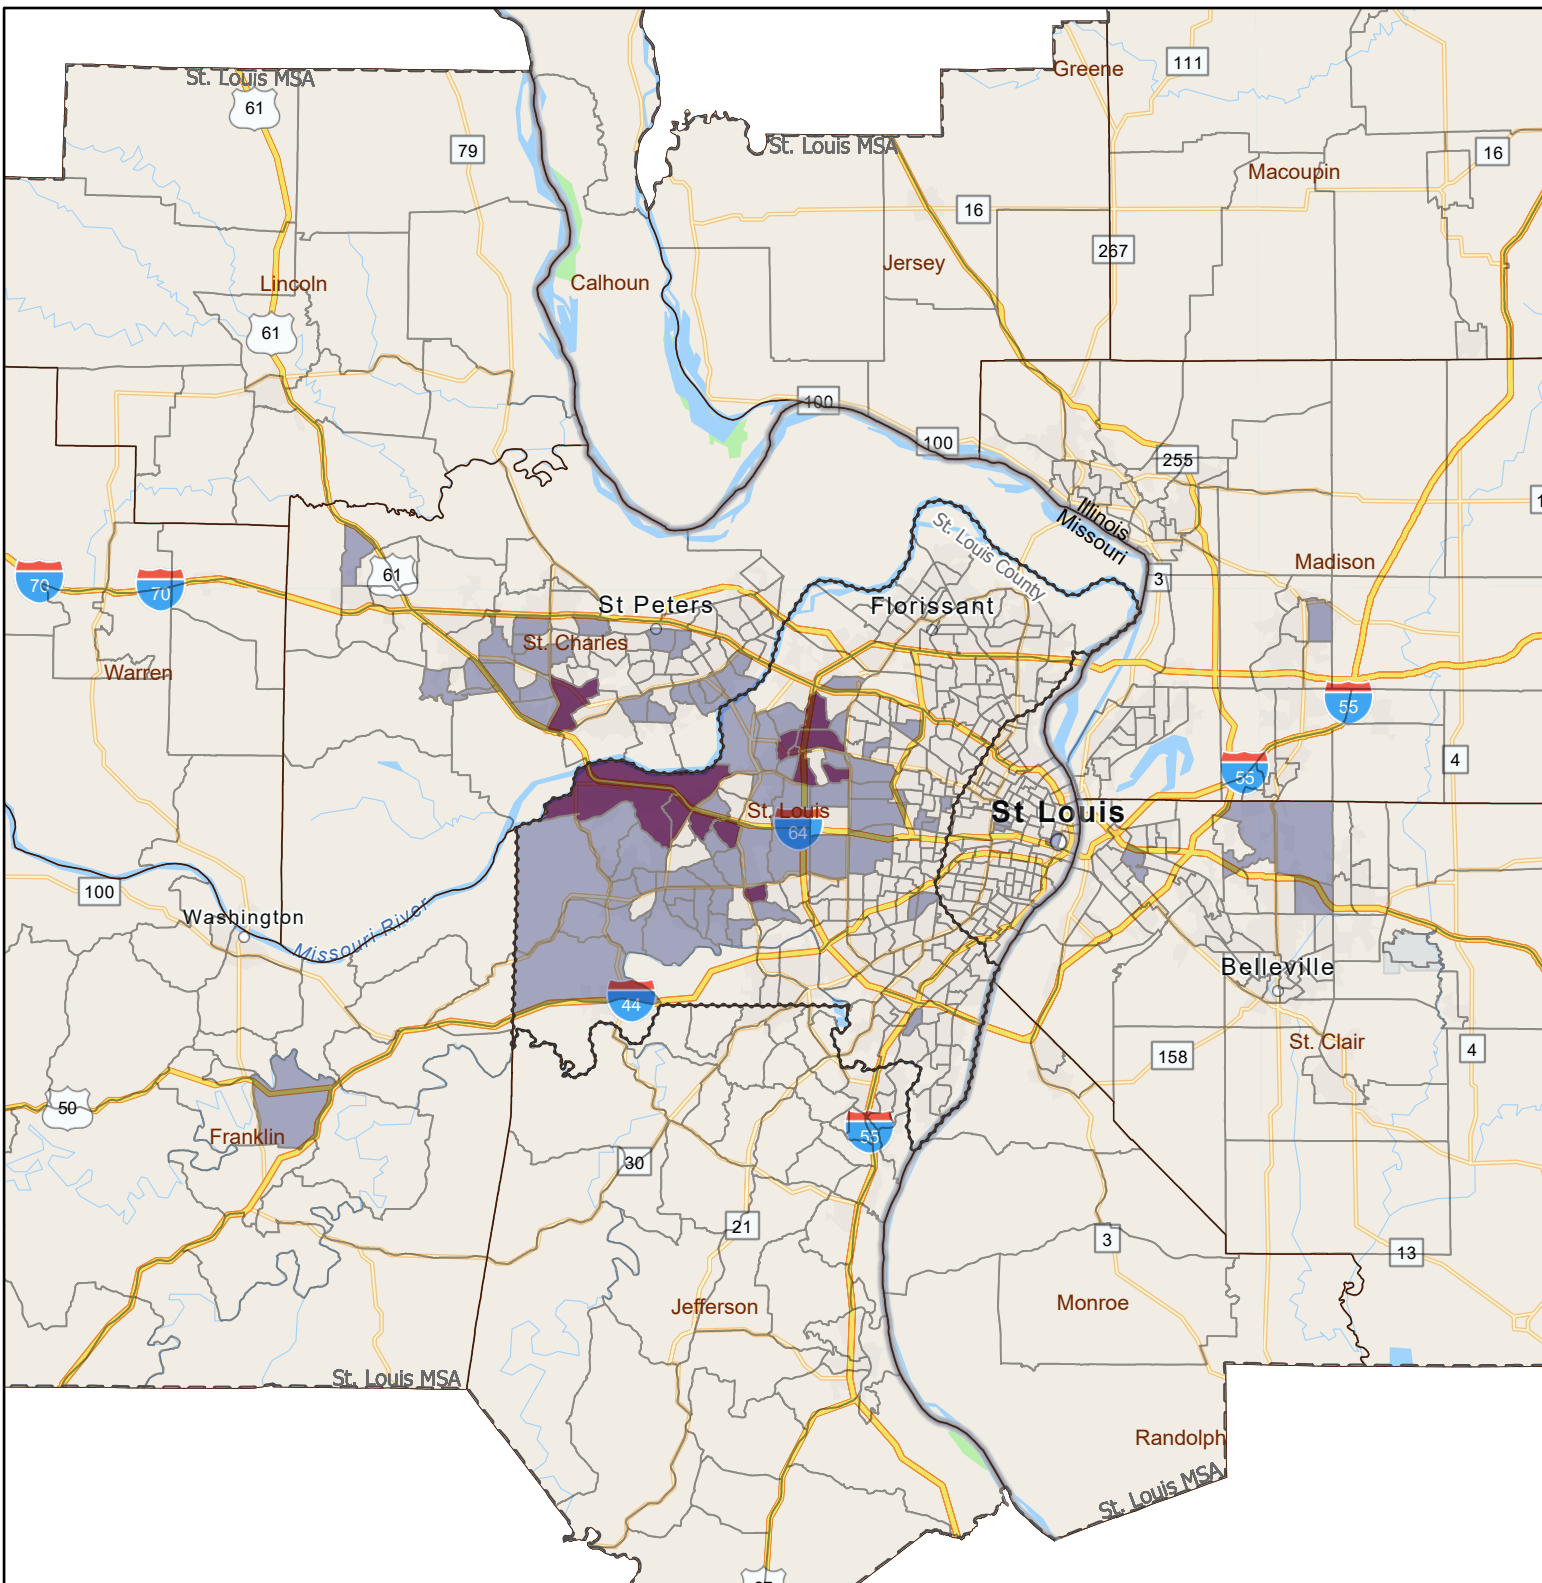 Greene
111
St. Louis MSA
61
79
St. Louis MSA
16
Macoupin
16
267
Jersey
Lincoln
Calhoun
61
100
100
255
Illinois
Missouri
St. Louis County
Madison
70
70
61
3
St Peters
Florissant
St. Charles
Warren
55
4
55
St. Louis
St Louis
64
100
Washington
Missouri River
Belleville
44
St. Clair
158
4
50
Franklin
55
30
21
3
13
Jefferson
Monroe
St. Louis MSA
Randolph
St. Louis MSA